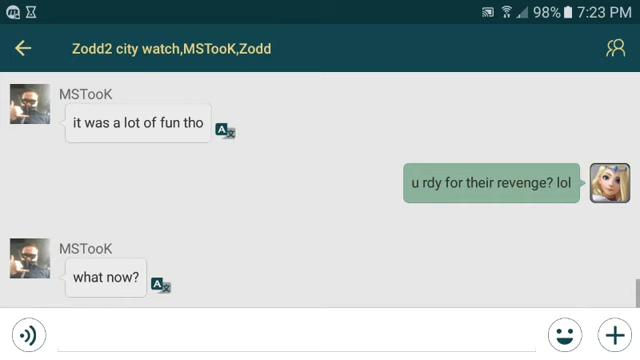 98% 7:23 PM
Zodd2 city watch,MSTooK,Zodd
MSTooK
it was a lot of fun tho
A
u rdy for their revenge? lol
MSTooK
what now?
A